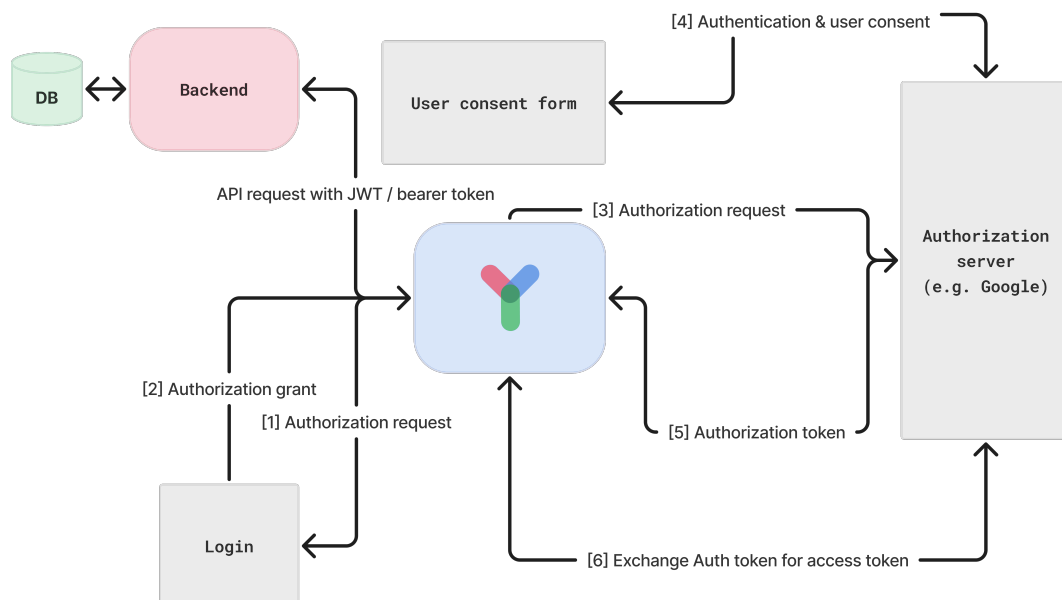 [4] Authentication & user consent
DB
Backend
User consent form
API request with JWT / bearer token
[3] Authorization request
Authorization
server
(e.g. Google)
[2] Authorization grant
[1] Authorization request
[5] Authorization token
Login
[6] Exchange Auth token for access token